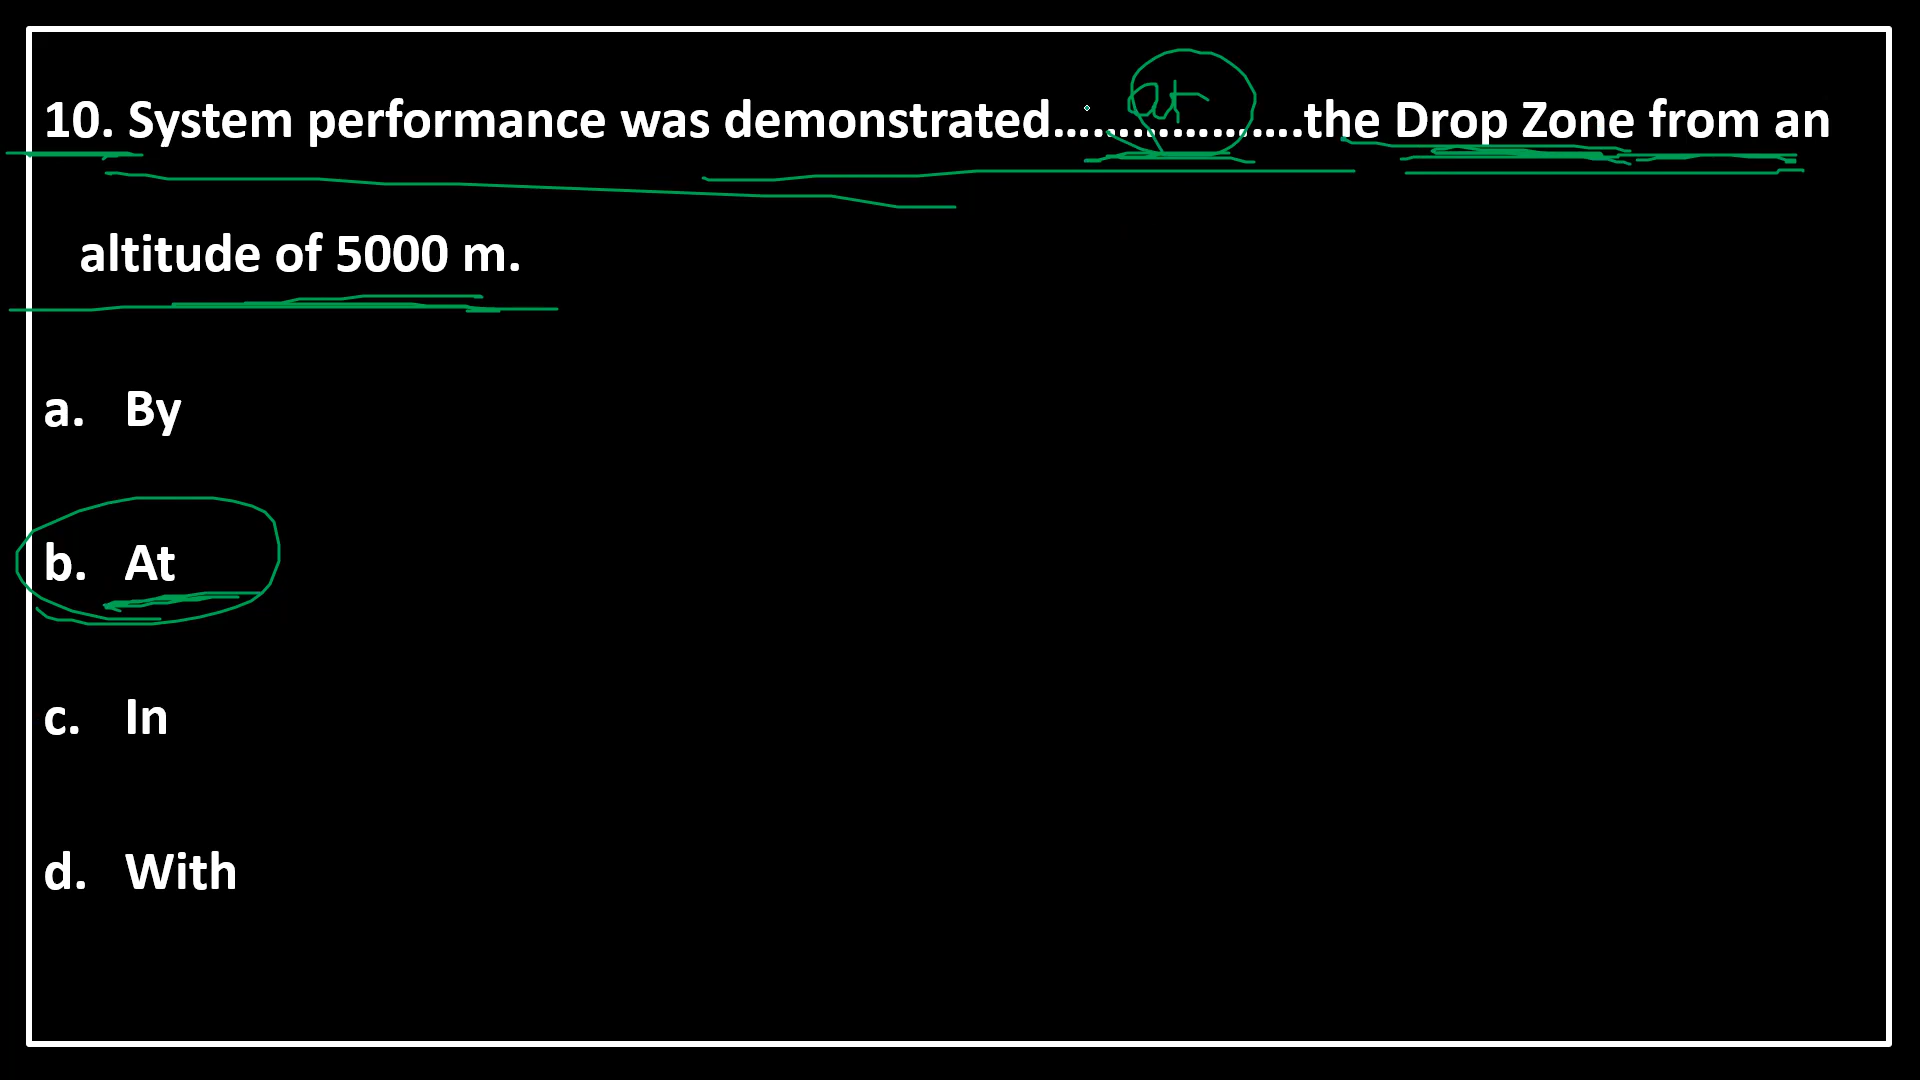 at
10. System performance was demonstrated...................the Drop Zone from an
altitude of 5000 m.
a. By
b. At
c. In
d. With